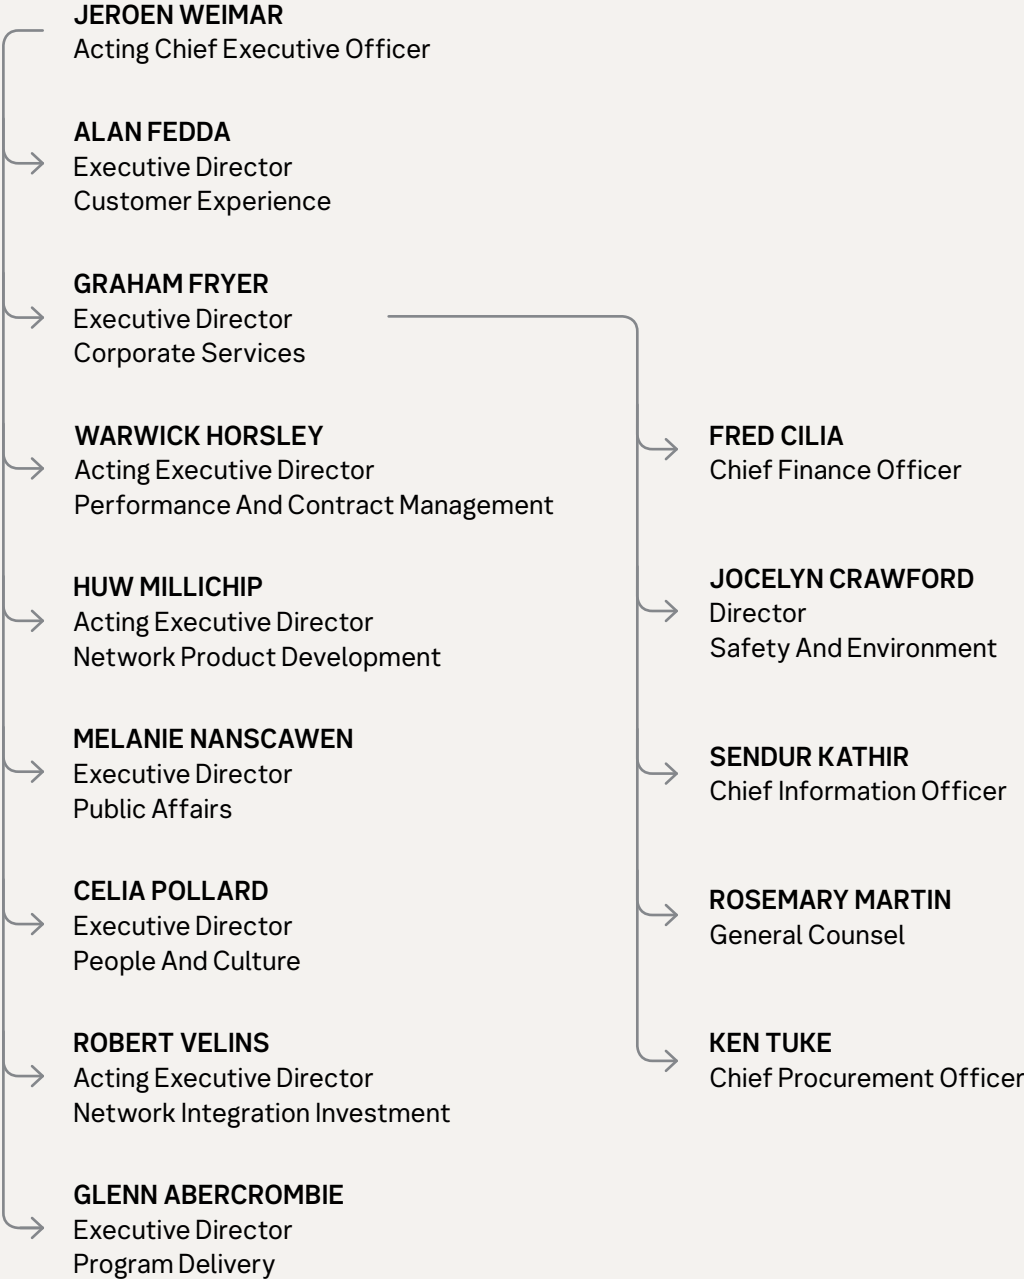 JEROEN WEIMAR
Acting Chief Executive Officer
ALAN FEDDA
Executive Director
Customer Experience
GRAHAM FRYER
Executive Director
Corporate Services
WARWICK HORSLEY
Acting Executive Director
Performance And Contract Management
HUW MILLICHIP
Acting Executive Director
Network Product Development
MELANIE NANSCAWEN
Executive Director
Public Affairs
CELIA POLLARD
Executive Director
People And Culture
ROBERT VELINS
Acting Executive Director
Network Integration Investment
GLENN ABERCROMBIE
Executive Director
Program Delivery
FRED CILIA
Chief Finance Officer
JOCELYN CRAWFORD
Director
Safety And Environment
SENDUR KATHIR
Chief Information Officer
ROSEMARY MARTIN
General Counsel
KEN TUKE
Chief Procurement Officer